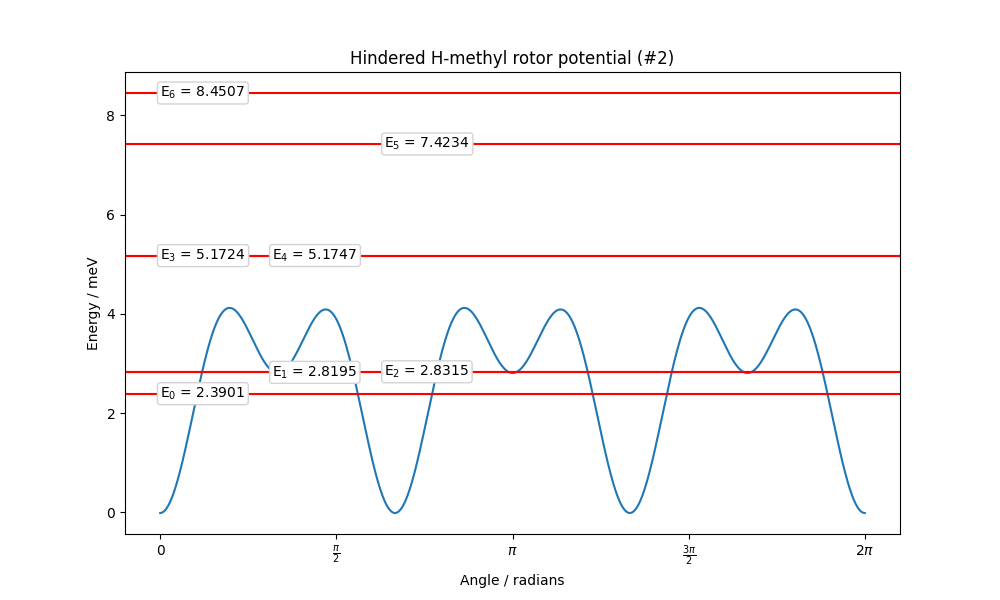 Hindered H-methyl rotor potential (#2)
Energy / meV
8
6
4
2
0
E₆ = 8.4507
E₅ = 7.4234
E₃ = 5.1724
E₄ = 5.1747
E₁ = 2.8195
E₂ = 2.8315
E₀ = 2.3901
0
π/2
π
3π/2
2π
Angle / radians